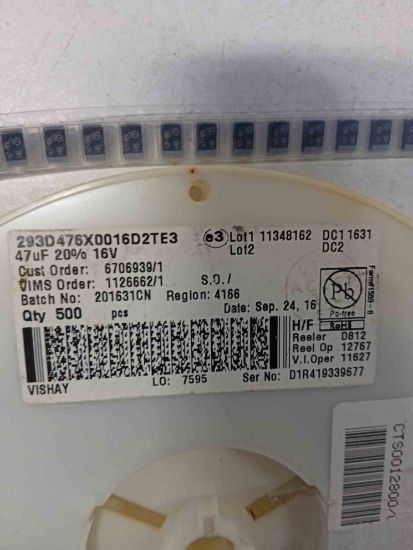 293D476X0016D2TE3
e3 Lot1 11348162 DC1 1631
47uF 20% 16V
Lot2 DC2
Cust Order: 6706939/1
VIMS Order: 1126662/1 S.O./
Batch No: 201631CN Region: 4166
Qty 500 pcs
Date: Sep. 24, 16
Pb
Pb-free
RoHS
H/F
Reeler D812
Reel Op 12767
V.I.Oper 11627
VISHAY LO: 7595 Ser No: D1R419339677